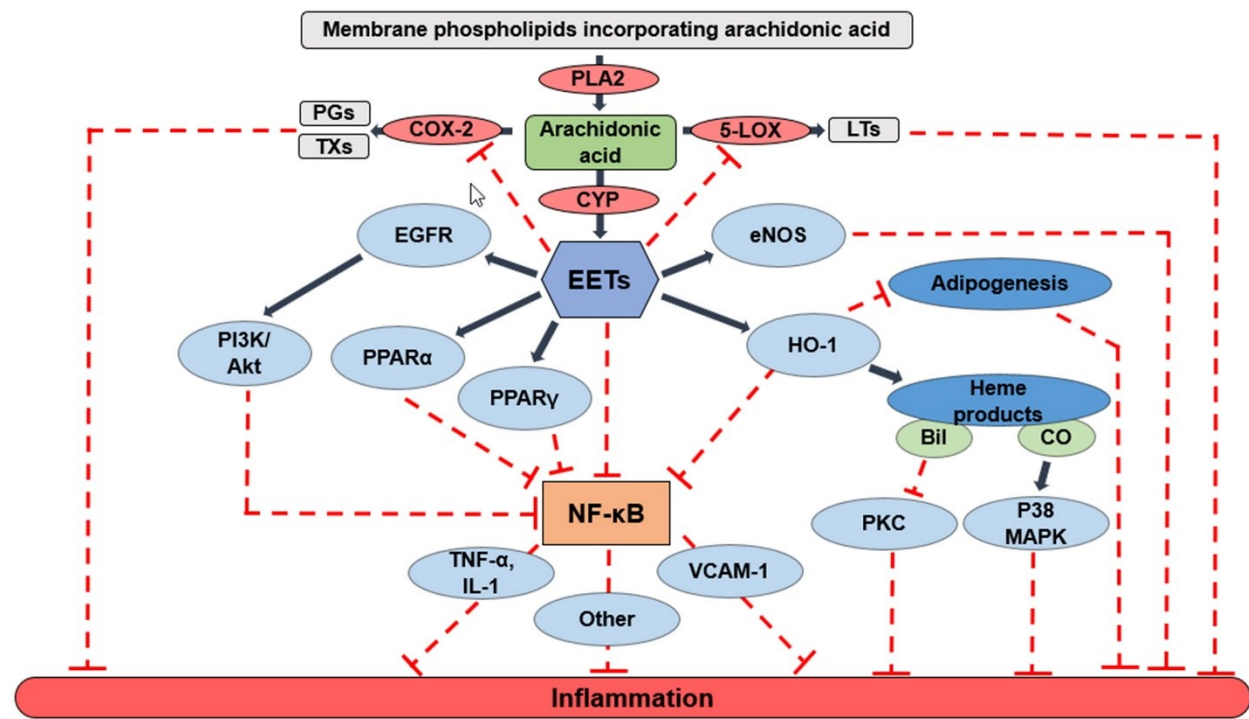 Membrane phospholipids incorporating arachidonic acid
PLA2
PGs
TXs
COX-2
Arachidonic
acid
5-LOX
LTs
CYP
EGFR
EETs
eNOS
Adipogenesis
PI3K/
Akt
PPARα
PPARγ
HO-1
Heme
products
Bil
CO
NF-κB
PKC
P38
MAPK
TNF-α,
IL-1
Other
VCAM-1
Inflammation